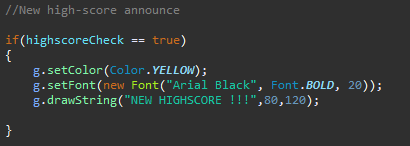 //New high-score announce
if(highscoreCheck == true)
{
g.setColor(Color.YELLOW);
g.setFont(new Font("Arial Black", Font.BOLD, 20));
g.drawString("NEW HIGHSCORE !!!",80,120);
}